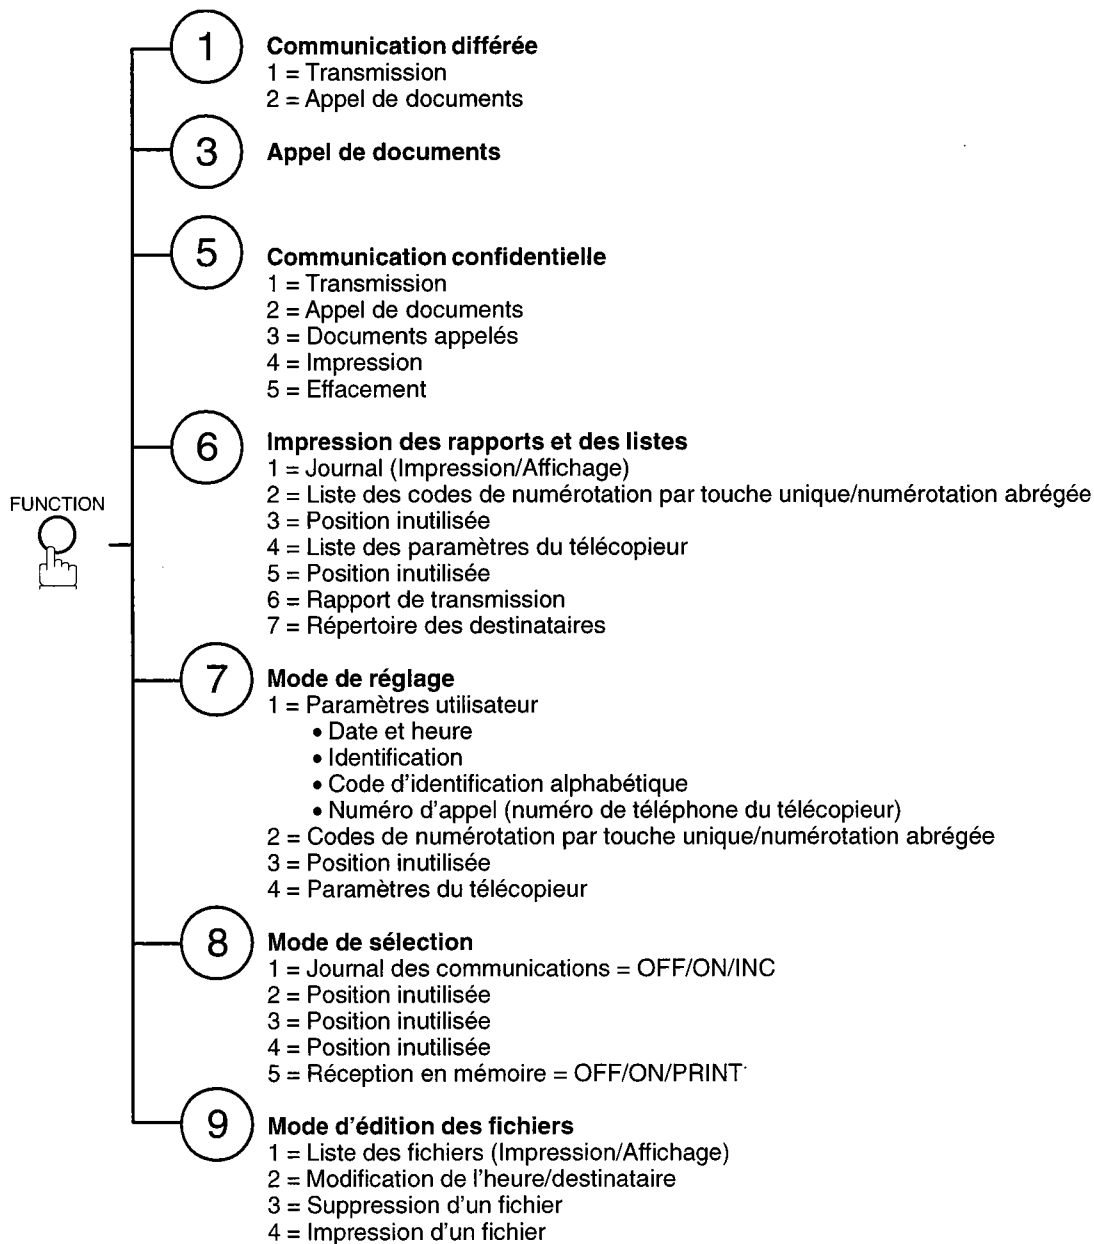 1 Communication différée
1 = Transmission
2 = Appel de documents
3 Appel de documents
5 Communication confidentielle
1 = Transmission
2 = Appel de documents
3 = Documents appelés
4 = Impression
5 = Effacement
6 Impression des rapports et des listes
1 = Journal (Impression/Affichage)
2 = Liste des codes de numérotation par touche unique/numérotation abrégée
FUNCTION
3 = Position inutilisée
4 = Liste des paramètres du télécopieur
5 = Position inutilisée
6 = Rapport de transmission
7 = Répertoire des destinataires
7 Mode de réglage
1 = Paramètres utilisateur
• Date et heure
• Identification
• Code d'identification alphabétique
• Numéro d'appel (numéro de téléphone du télécopieur)
2 = Codes de numérotation par touche unique/numérotation abrégée
3 = Position inutilisée
4 = Paramètres du télécopieur
8 Mode de sélection
1 = Journal des communications = OFF/ON/INC
2 = Position inutilisée
3 = Position inutilisée
4 = Position inutilisée
5 = Réception en mémoire = OFF/ON/PRINT
9 Mode d'édition des fichiers
1 = Liste des fichiers (Impression/Affichage)
2 = Modification de l'heure/destinataire
3 = Suppression d'un fichier
4 = Impression d'un fichier